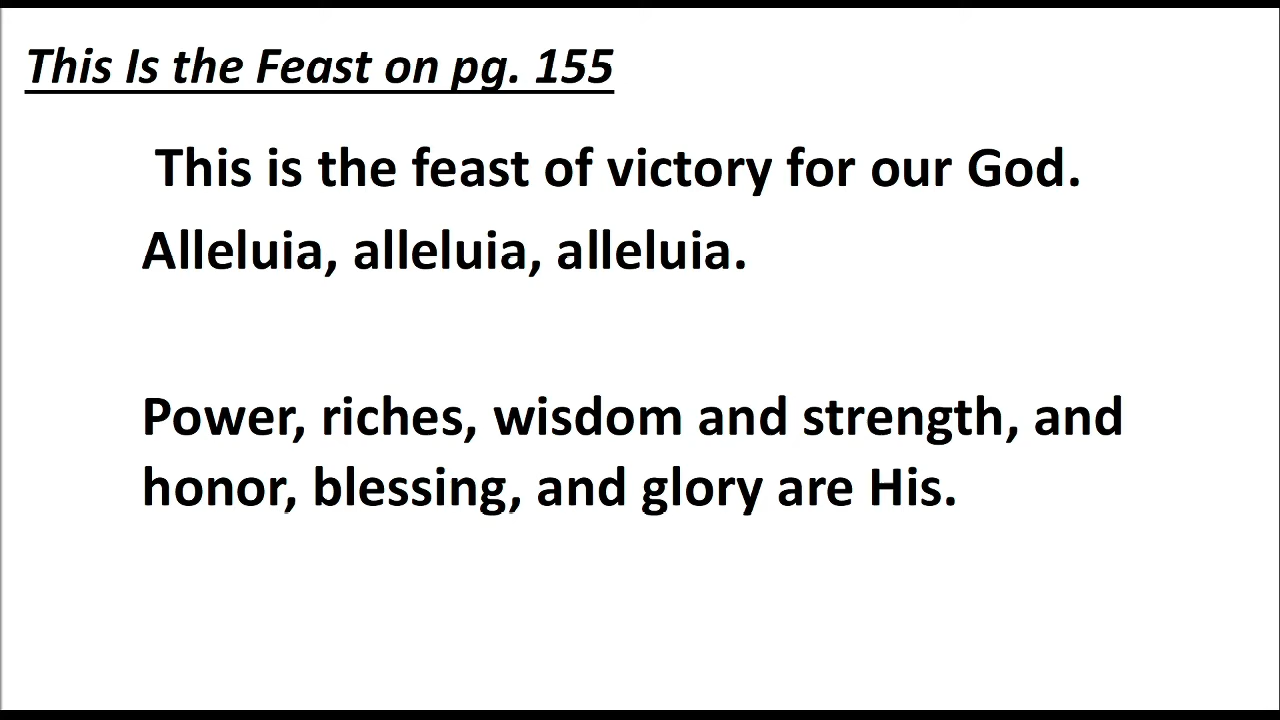 This Is the Feast on pg. 155
This is the feast of victory for our God.
Alleluia, alleluia, alleluia.
Power, riches, wisdom and strength, and
honor, blessing, and glory are His.